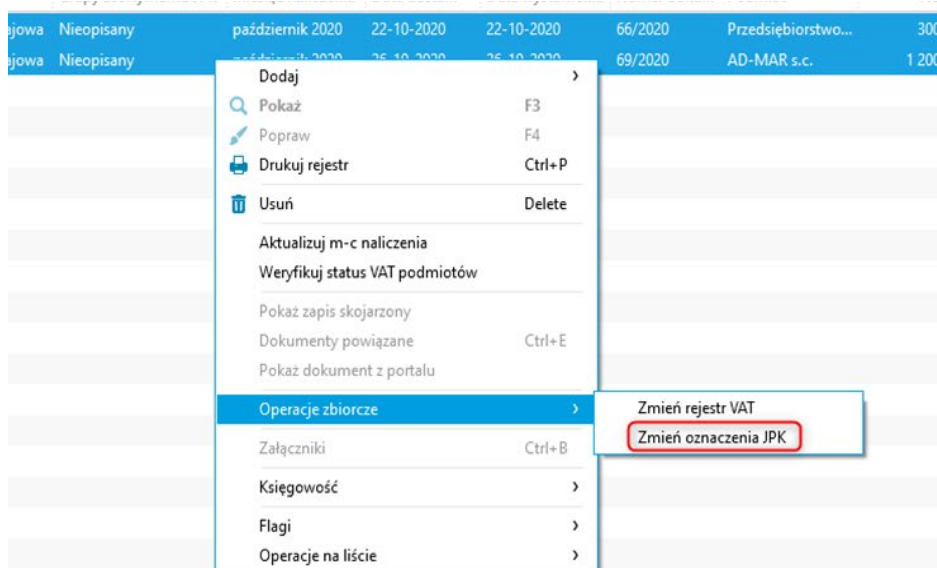 ajowa Nieopisany październik 2020 22-10-2020 22-10-2020 66/2020 Przedsiębiorstwo... 300
ajowa Nieopisany 69/2020 AD-MAR s.c. 1 200
Dodaj
Pokaż F3
Popraw F4
Drukuj rejestr Ctrl+P
Usuń Delete
Aktualizuj m-c naliczenia
Weryfikuj status VAT podmiotów
Pokaż zapis skojarzony
Dokumenty powiązane Ctrl+E
Pokaż dokument z portalu
Operacje zbiorcze
Zmień rejestr VAT
Zmień oznaczenia JPK
Załączniki Ctrl+B
Księgowość
Flagi
Operacje na liście